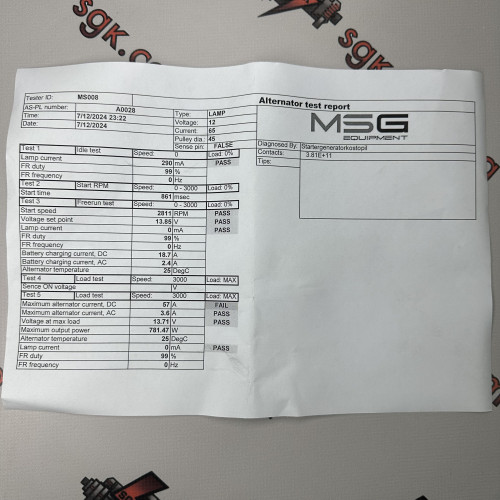 sgk.com
Tester ID: MS008
AS-PL number: A0028
Time: 7/12/2024 23:22
Date: 7/12/2024
Type: LAMP
Voltage: 12
Current: 65
Pulley dia.: 45
Sense pin: FALSE
Alternator test report
MSG
EQUIPMENT
Diagnosed By: Startergeneratorkostopil
Contacts: 3.81E+11
Tips:
Test 1 Idle test Speed: 0 Load: 0%
Lamp current 290 mA PASS
FR duty 99 %
FR frequency 0 Hz
Test 2 Start RPM Speed: 0 - 3000 Load: 0%
Start time 861 msec
Test 3 Freerun test Speed: 0 - 3000 Load: 0%
Start speed 2811 RPM PASS
Voltage set point 13.85 V PASS
Lamp current 0 mA PASS
FR duty 99 %
FR frequency 0 Hz
Battery charging current, DC 18.7 A
Battery charging current, AC 2.4 A
Alternator temperature 25 DegC
Test 4 Load test Speed: 3000 Load: MAX
Sence ON voltage V
Test 5 Load test Speed: 3000 Load: MAX
Maximum alternator current, DC 57 A FAIL
Maximum alternator current, AC 3.6 A PASS
Voltage at max load 13.71 V PASS
Maximum output power 781.47 W
Alternator temperature 25 DegC
Lamp current 0 mA PASS
FR duty 99 %
FR frequency 0 Hz